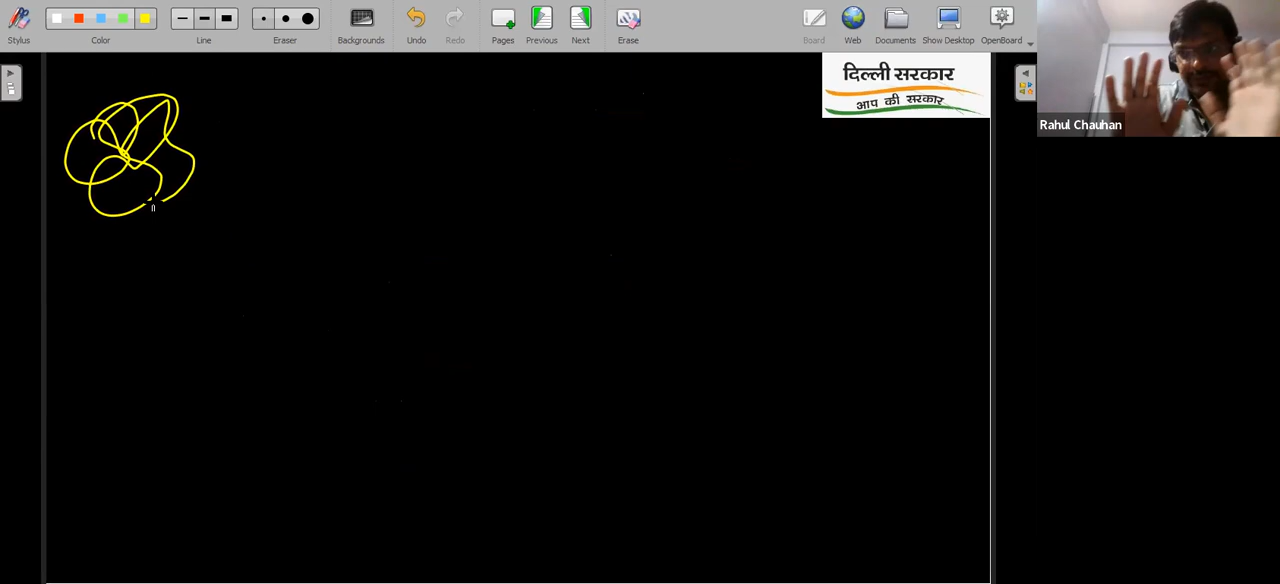 Stylus Color Line Eraser Backgrounds Undo Redo Pages Previous Next Erase Board Web Documents Show Desktop OpenBoard
दिल्ली सरकार
आप की सरकार
Rahul Chauhan